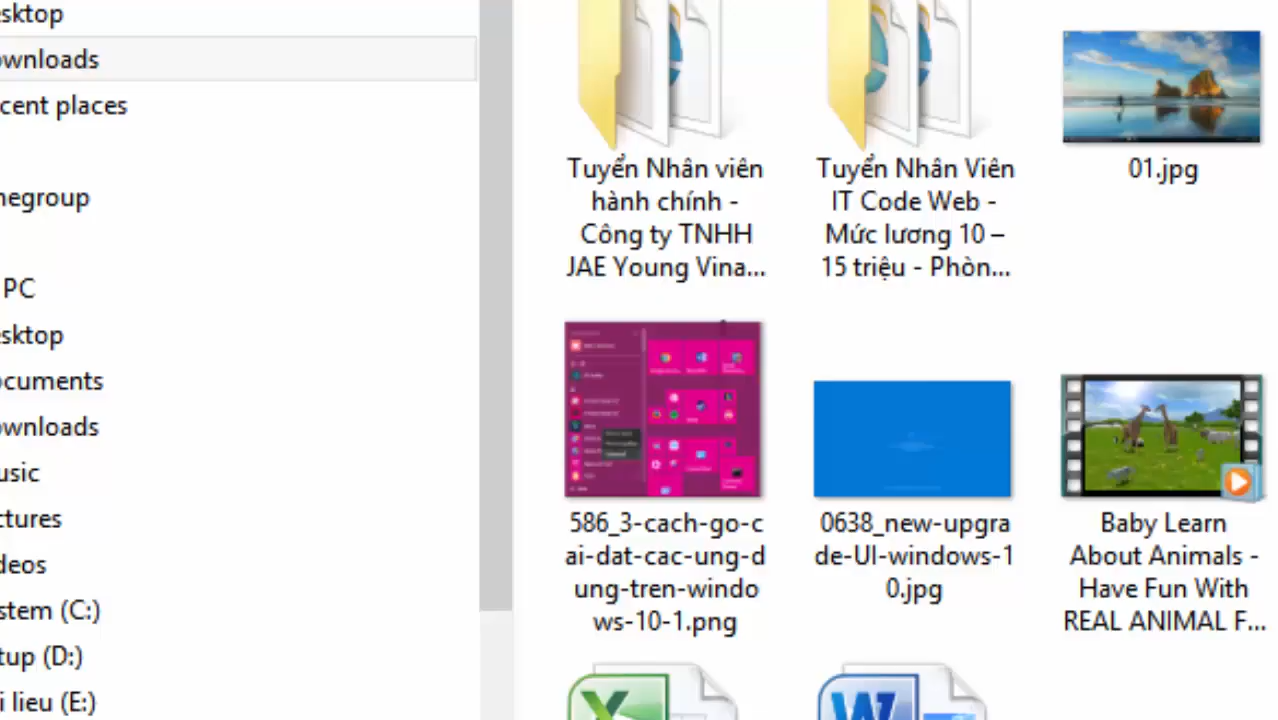 sktop
ownloads
cent places
megroup
PC
esktop
ocuments
ownloads
usic
ctures
deos
stem (C:)
tup (D:)
i lieu (E:)
Tuyển Nhân viên
hành chính -
Công ty TNHH
JAE Young Vina...
Tuyển Nhân Viên
IT Code Web -
Mức lương 10 –
15 triệu - Phòn...
01.jpg
586_3-cach-go-c
ai-dat-cac-ung-d
ung-tren-windo
ws-10-1.png
0638_new-upgra
de-UI-windows-1
0.jpg
Baby Learn
About Animals -
Have Fun With
REAL ANIMAL F...